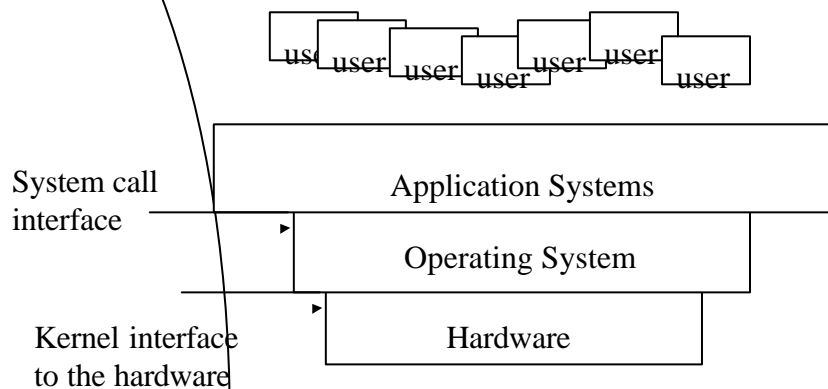 user
user
user
user
user
user
user
System call
interface
Application Systems
Operating System
Kernel interface
to the hardware
Hardware